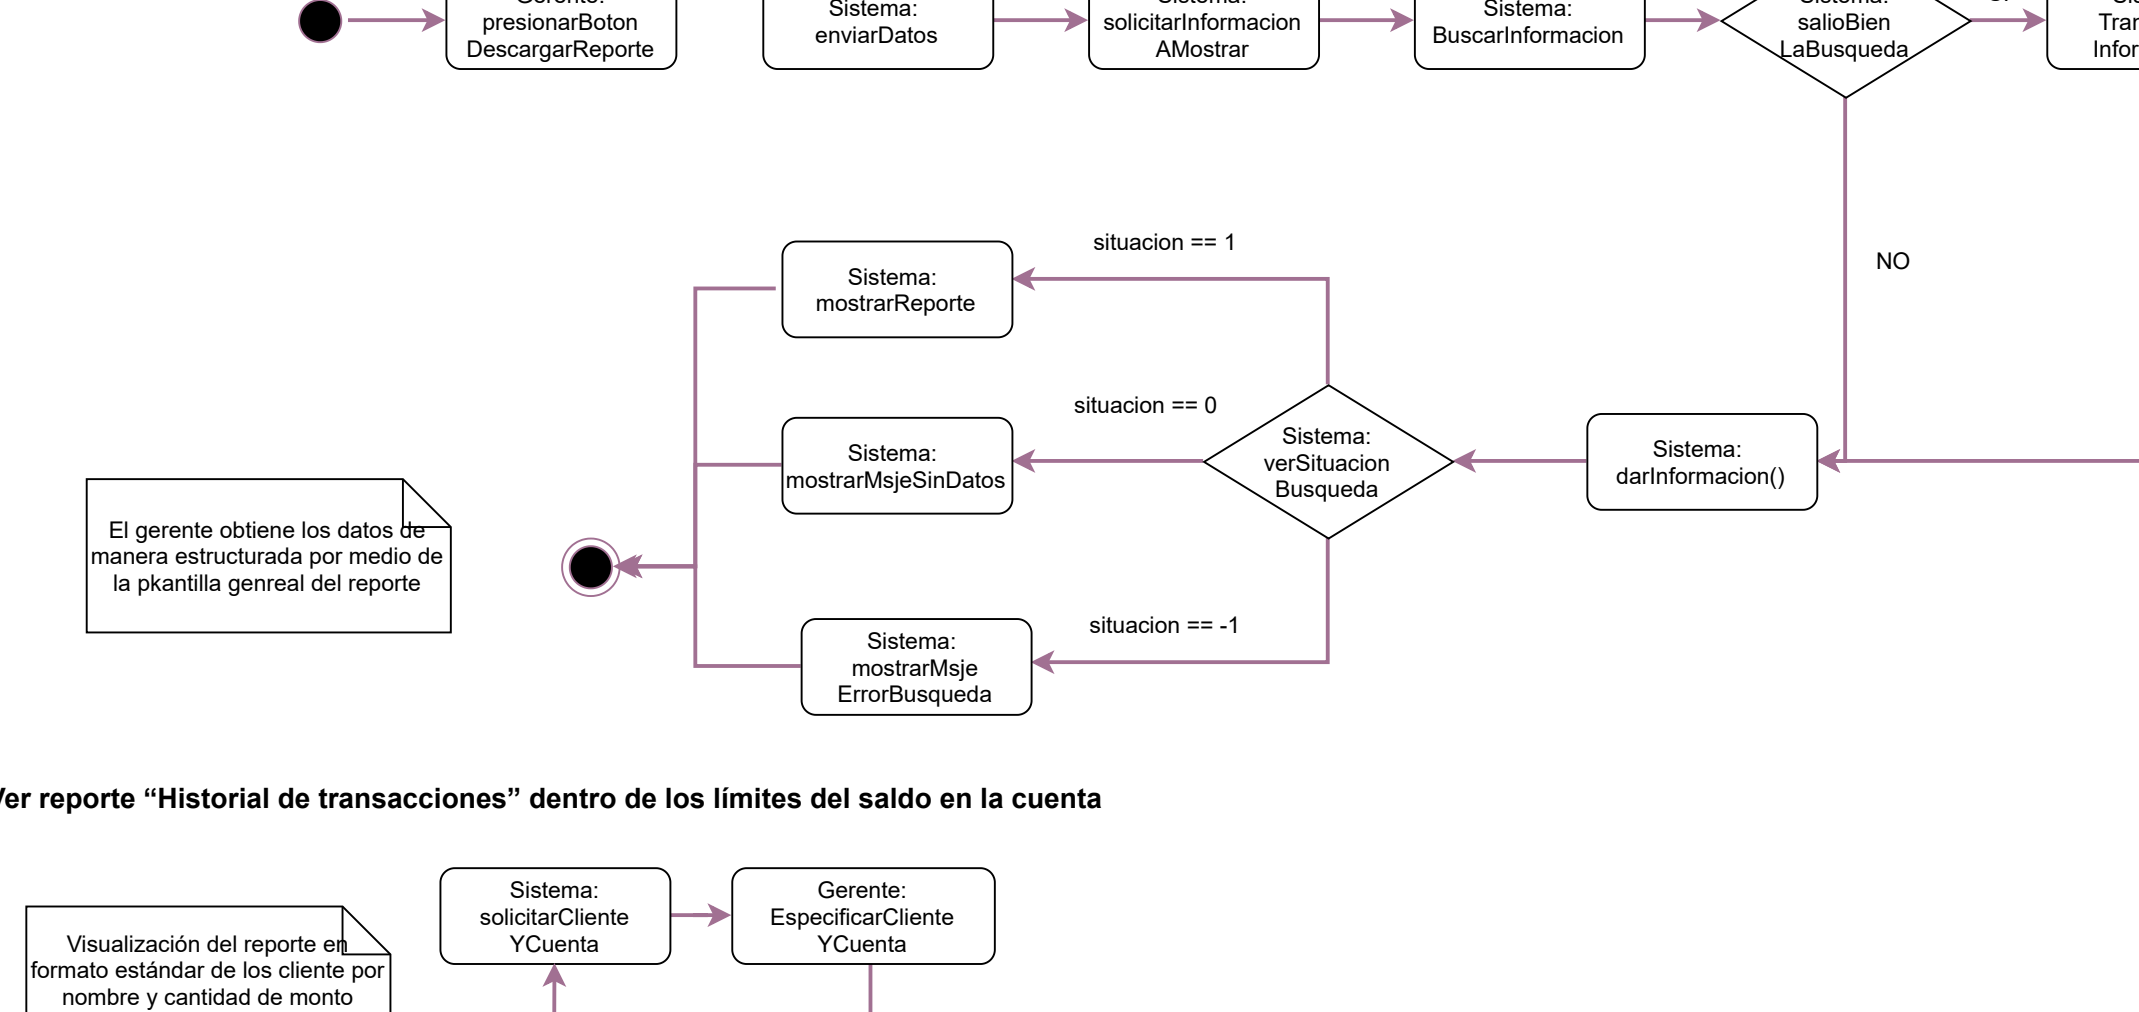 Gerente:
presionarBoton
DescargarReporte
Sistema:
enviarDatos
Sistema:
solicitarInformacion
AMostrar
Sistema:
BuscarInformacion
Sistema:
salioBien
LaBusqueda
situacion == 1
NO
Sistema:
mostrarReporte
situacion == 0
Sistema:
mostrarMsjeSinDatos
Sistema:
verSituacion
Busqueda
Sistema:
darInformacion()
El gerente obtiene los datos de
manera estructurada por medio de
la pkantilla genreal del reporte
situacion == -1
Sistema:
mostrarMsje
ErrorBusqueda
Ver reporte “Historial de transacciones” dentro de los límites del saldo en la cuenta
Sistema:
solicitarCliente
YCuenta
Gerente:
EspecificarCliente
YCuenta
Visualización del reporte en
formato estándar de los cliente por
nombre y cantidad de monto